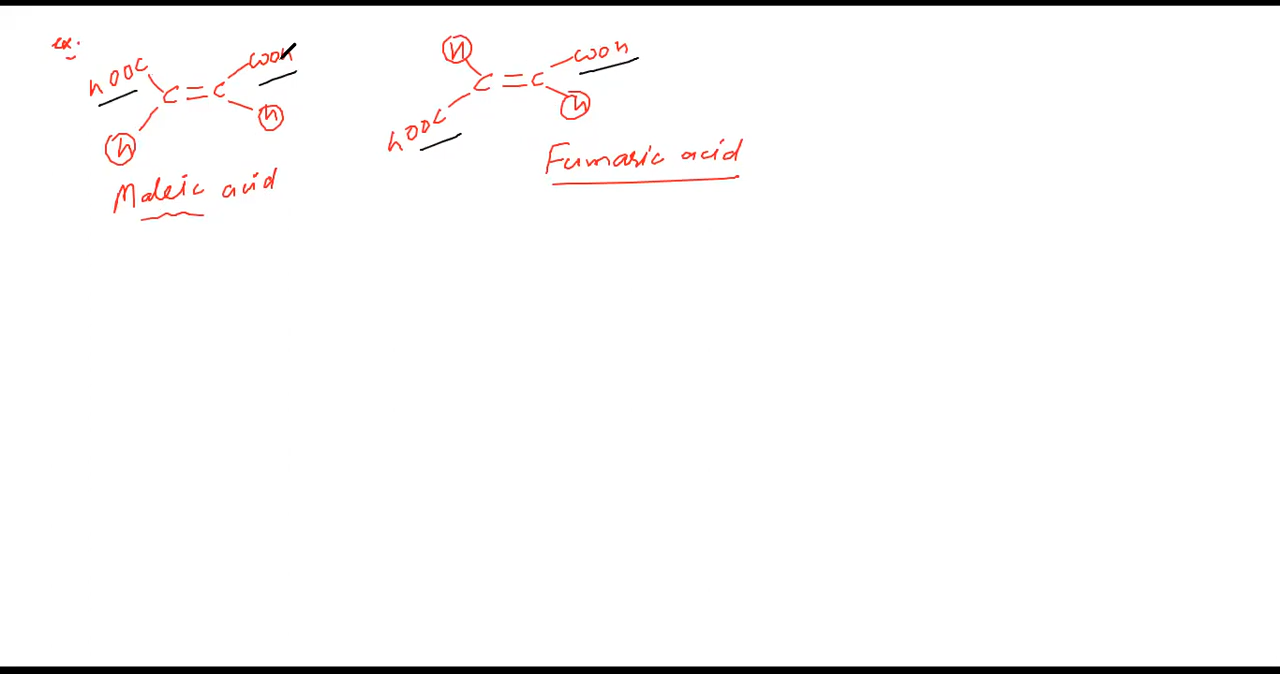 ex.
hOOC COOH
C = C
h h
Maleic acid
h COOh
C = C
hOOC h
Fumaric acid